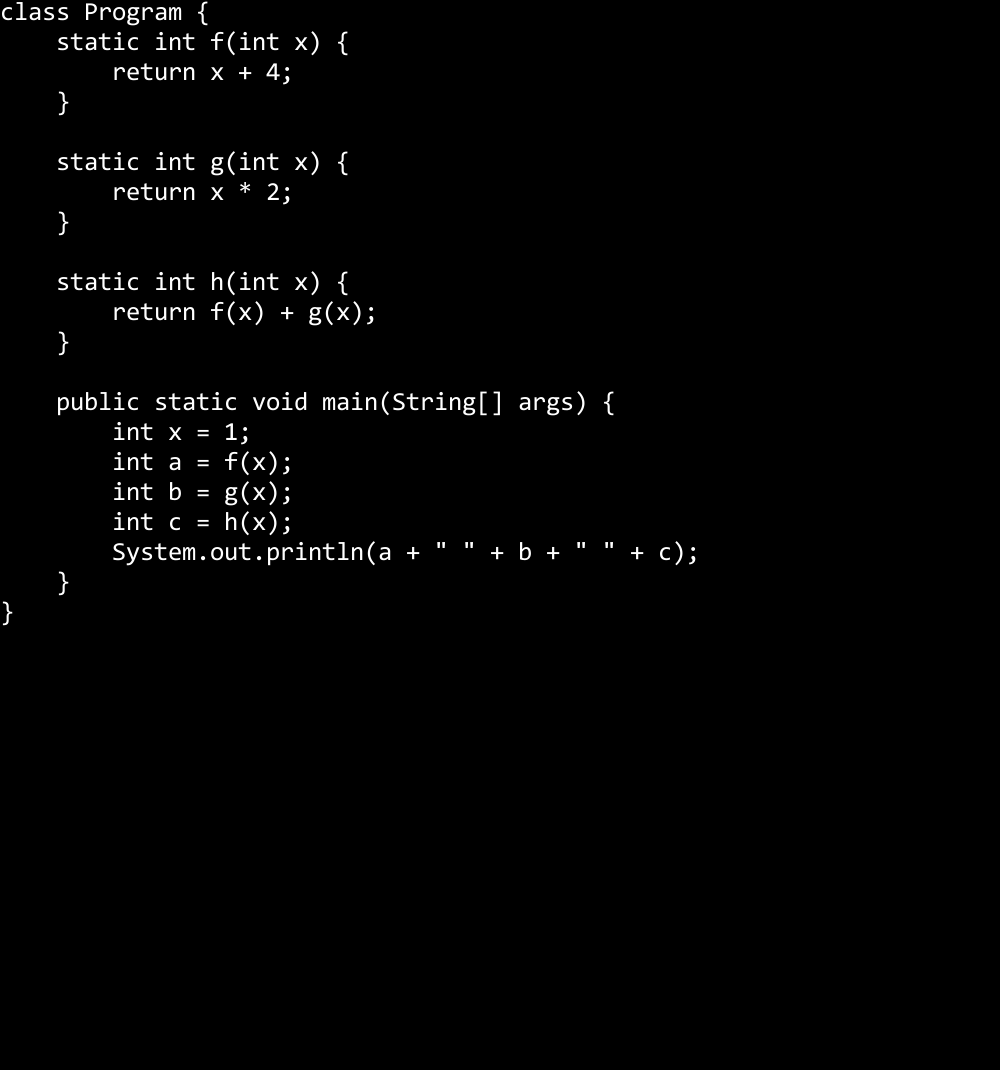 class Program {
    static int f(int x) {
        return x + 4;
    }

    static int g(int x) {
        return x * 2;
    }

    static int h(int x) {
        return f(x) + g(x);
    }

    public static void main(String[] args) {
        int x = 1;
        int a = f(x);
        int b = g(x);
        int c = h(x);
        System.out.println(a + " " + b + " " + c);
    }
}